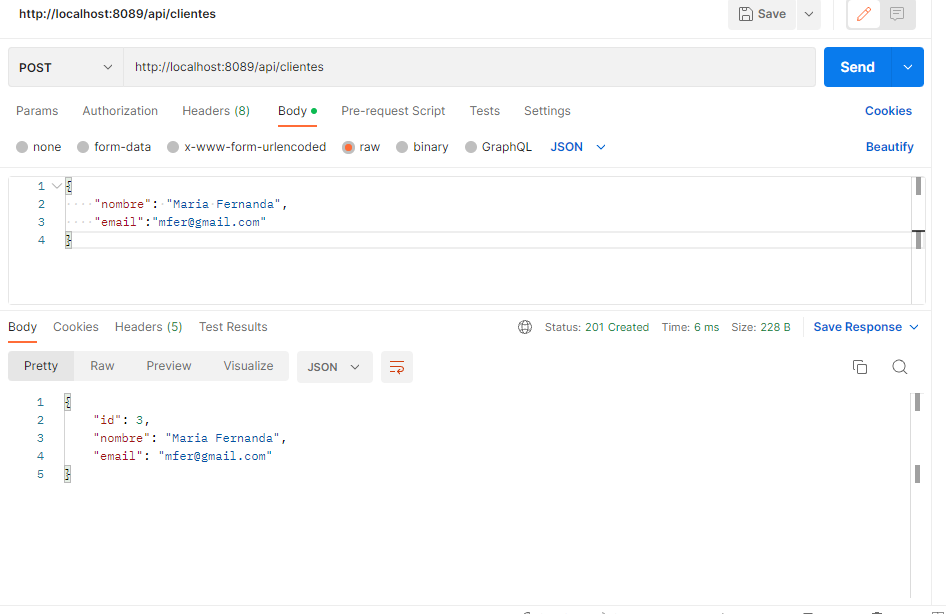 http://localhost:8089/api/clientes Save
POST http://localhost:8089/api/clientes Send
Params Authorization Headers (8) Body Pre-request Script Tests Settings Cookies
none form-data x-www-form-urlencoded raw binary GraphQL JSON Beautify
1 {
2 "nombre": "Maria Fernanda",
3 "email":"mfer@gmail.com"
4 }
Body Cookies Headers (5) Test Results Status: 201 Created Time: 6 ms Size: 228 B Save Response
Pretty Raw Preview Visualize JSON
1 {
2 "id": 3,
3 "nombre": "Maria Fernanda",
4 "email": "mfer@gmail.com"
5 }